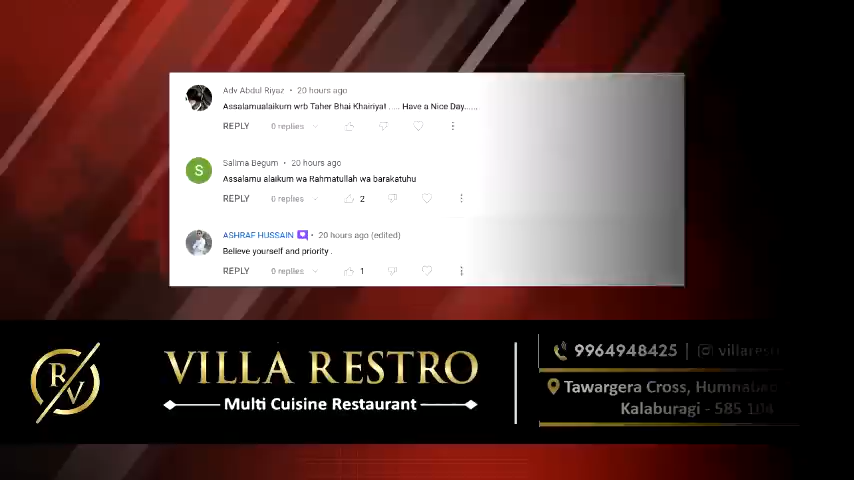 Adv Abdul Riyaz • 20 hours ago
Assalamualaikum wrb Taher Bhai Khairiyat ..... Have a Nice Day......
REPLY 0 replies
S
Salima Begum • 20 hours ago
Assalamu alaikum wa Rahmatullah wa barakatuhu
REPLY 0 replies 2
ASHRAF HUSSAIN • 20 hours ago (edited)
Believe yourself and priority .
REPLY 0 replies 1
RV
VILLA RESTRO
Multi Cuisine Restaurant
9964948425 |
Tawargera Cross,
Kalaburagi - 585 104